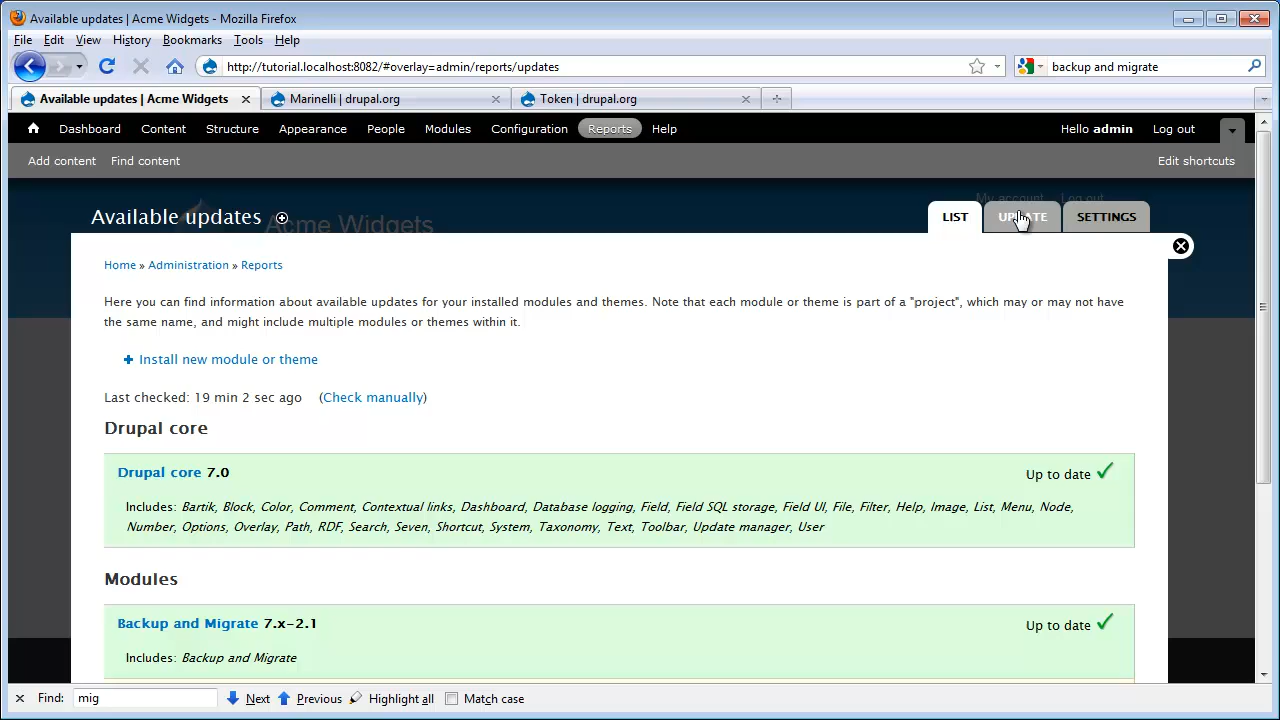 Available updates | Acme Widgets - Mozilla Firefox
File Edit View History Bookmarks Tools Help
http://tutorial.localhost:8082/#overlay=admin/reports/updates
backup and migrate
Available updates | Acme Widgets
Marinelli | drupal.org
Token | drupal.org
Dashboard Content Structure Appearance People Modules Configuration Reports Help
Hello admin Log out
Add content Find content
Edit shortcuts
My account Log out
Acme Widgets
Available updates
LIST UPDATE SETTINGS
Home » Administration » Reports
Here you can find information about available updates for your installed modules and themes. Note that each module or theme is part of a "project", which may or may not have
the same name, and might include multiple modules or themes within it.
+ Install new module or theme
Last checked: 19 min 2 sec ago (Check manually)
Drupal core
Drupal core 7.0
Up to date
Includes: Bartik, Block, Color, Comment, Contextual links, Dashboard, Database logging, Field, Field SQL storage, Field UI, File, Filter, Help, Image, List, Menu, Node,
Number, Options, Overlay, Path, RDF, Search, Seven, Shortcut, System, Taxonomy, Text, Toolbar, Update manager, User
Modules
Backup and Migrate 7.x-2.1
Up to date
Includes: Backup and Migrate
Find: mig Next Previous Highlight all Match case